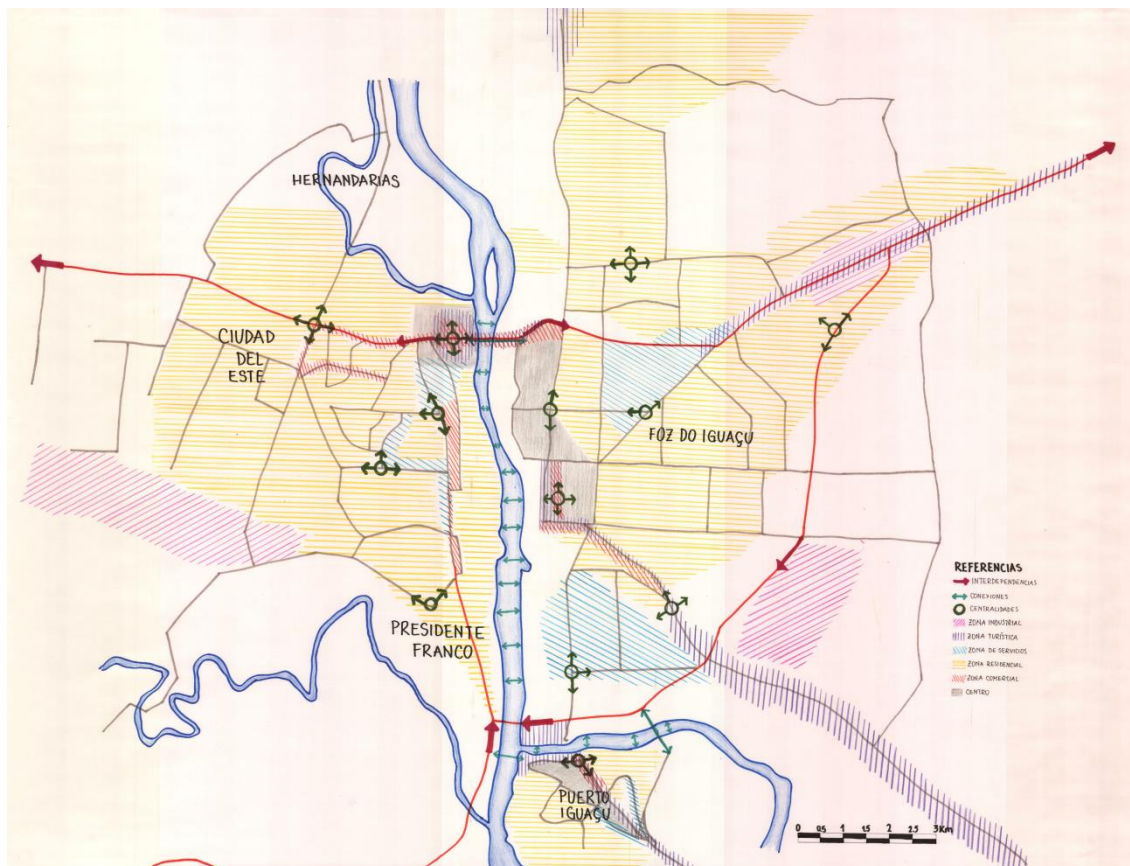 HERNANDARIAS
CIUDAD
DEL
ESTE
FOZ DO IGUAÇU
PRESIDENTE
FRANCO
PUERTO
IGUAÇU
REFERENCIAS
INTERDEPENDENCIAS
CONEXIONES
CENTRALIDADES
ZONA INDUSTRIAL
ZONA TURÍSTICA
ZONA DE SERVICIOS
ZONA RESIDENCIAL
ZONA COMERCIAL
CENTRO
0 0.5 1 1.5 2 2.5 3Km